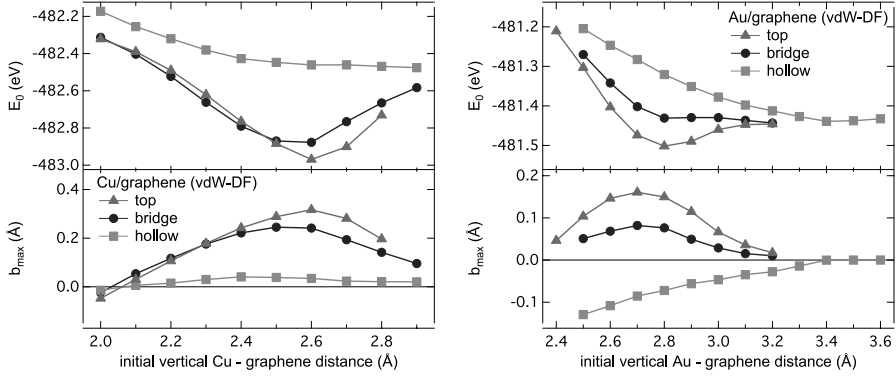 -482.2
-482.4
-482.6
-482.8
-483.0
E0 (eV)
Cu/graphene (vdW-DF)
top
bridge
hollow
0.4
0.2
0.0
bmax (Å)
2.0 2.2 2.4 2.6 2.8
initial vertical Cu - graphene distance (Å)
-481.2
-481.3
-481.4
-481.5
E0 (eV)
Au/graphene (vdW-DF)
top
bridge
hollow
0.2
0.1
0.0
-0.1
bmax (Å)
2.4 2.6 2.8 3.0 3.2 3.4 3.6
initial vertical Au - graphene distance (Å)